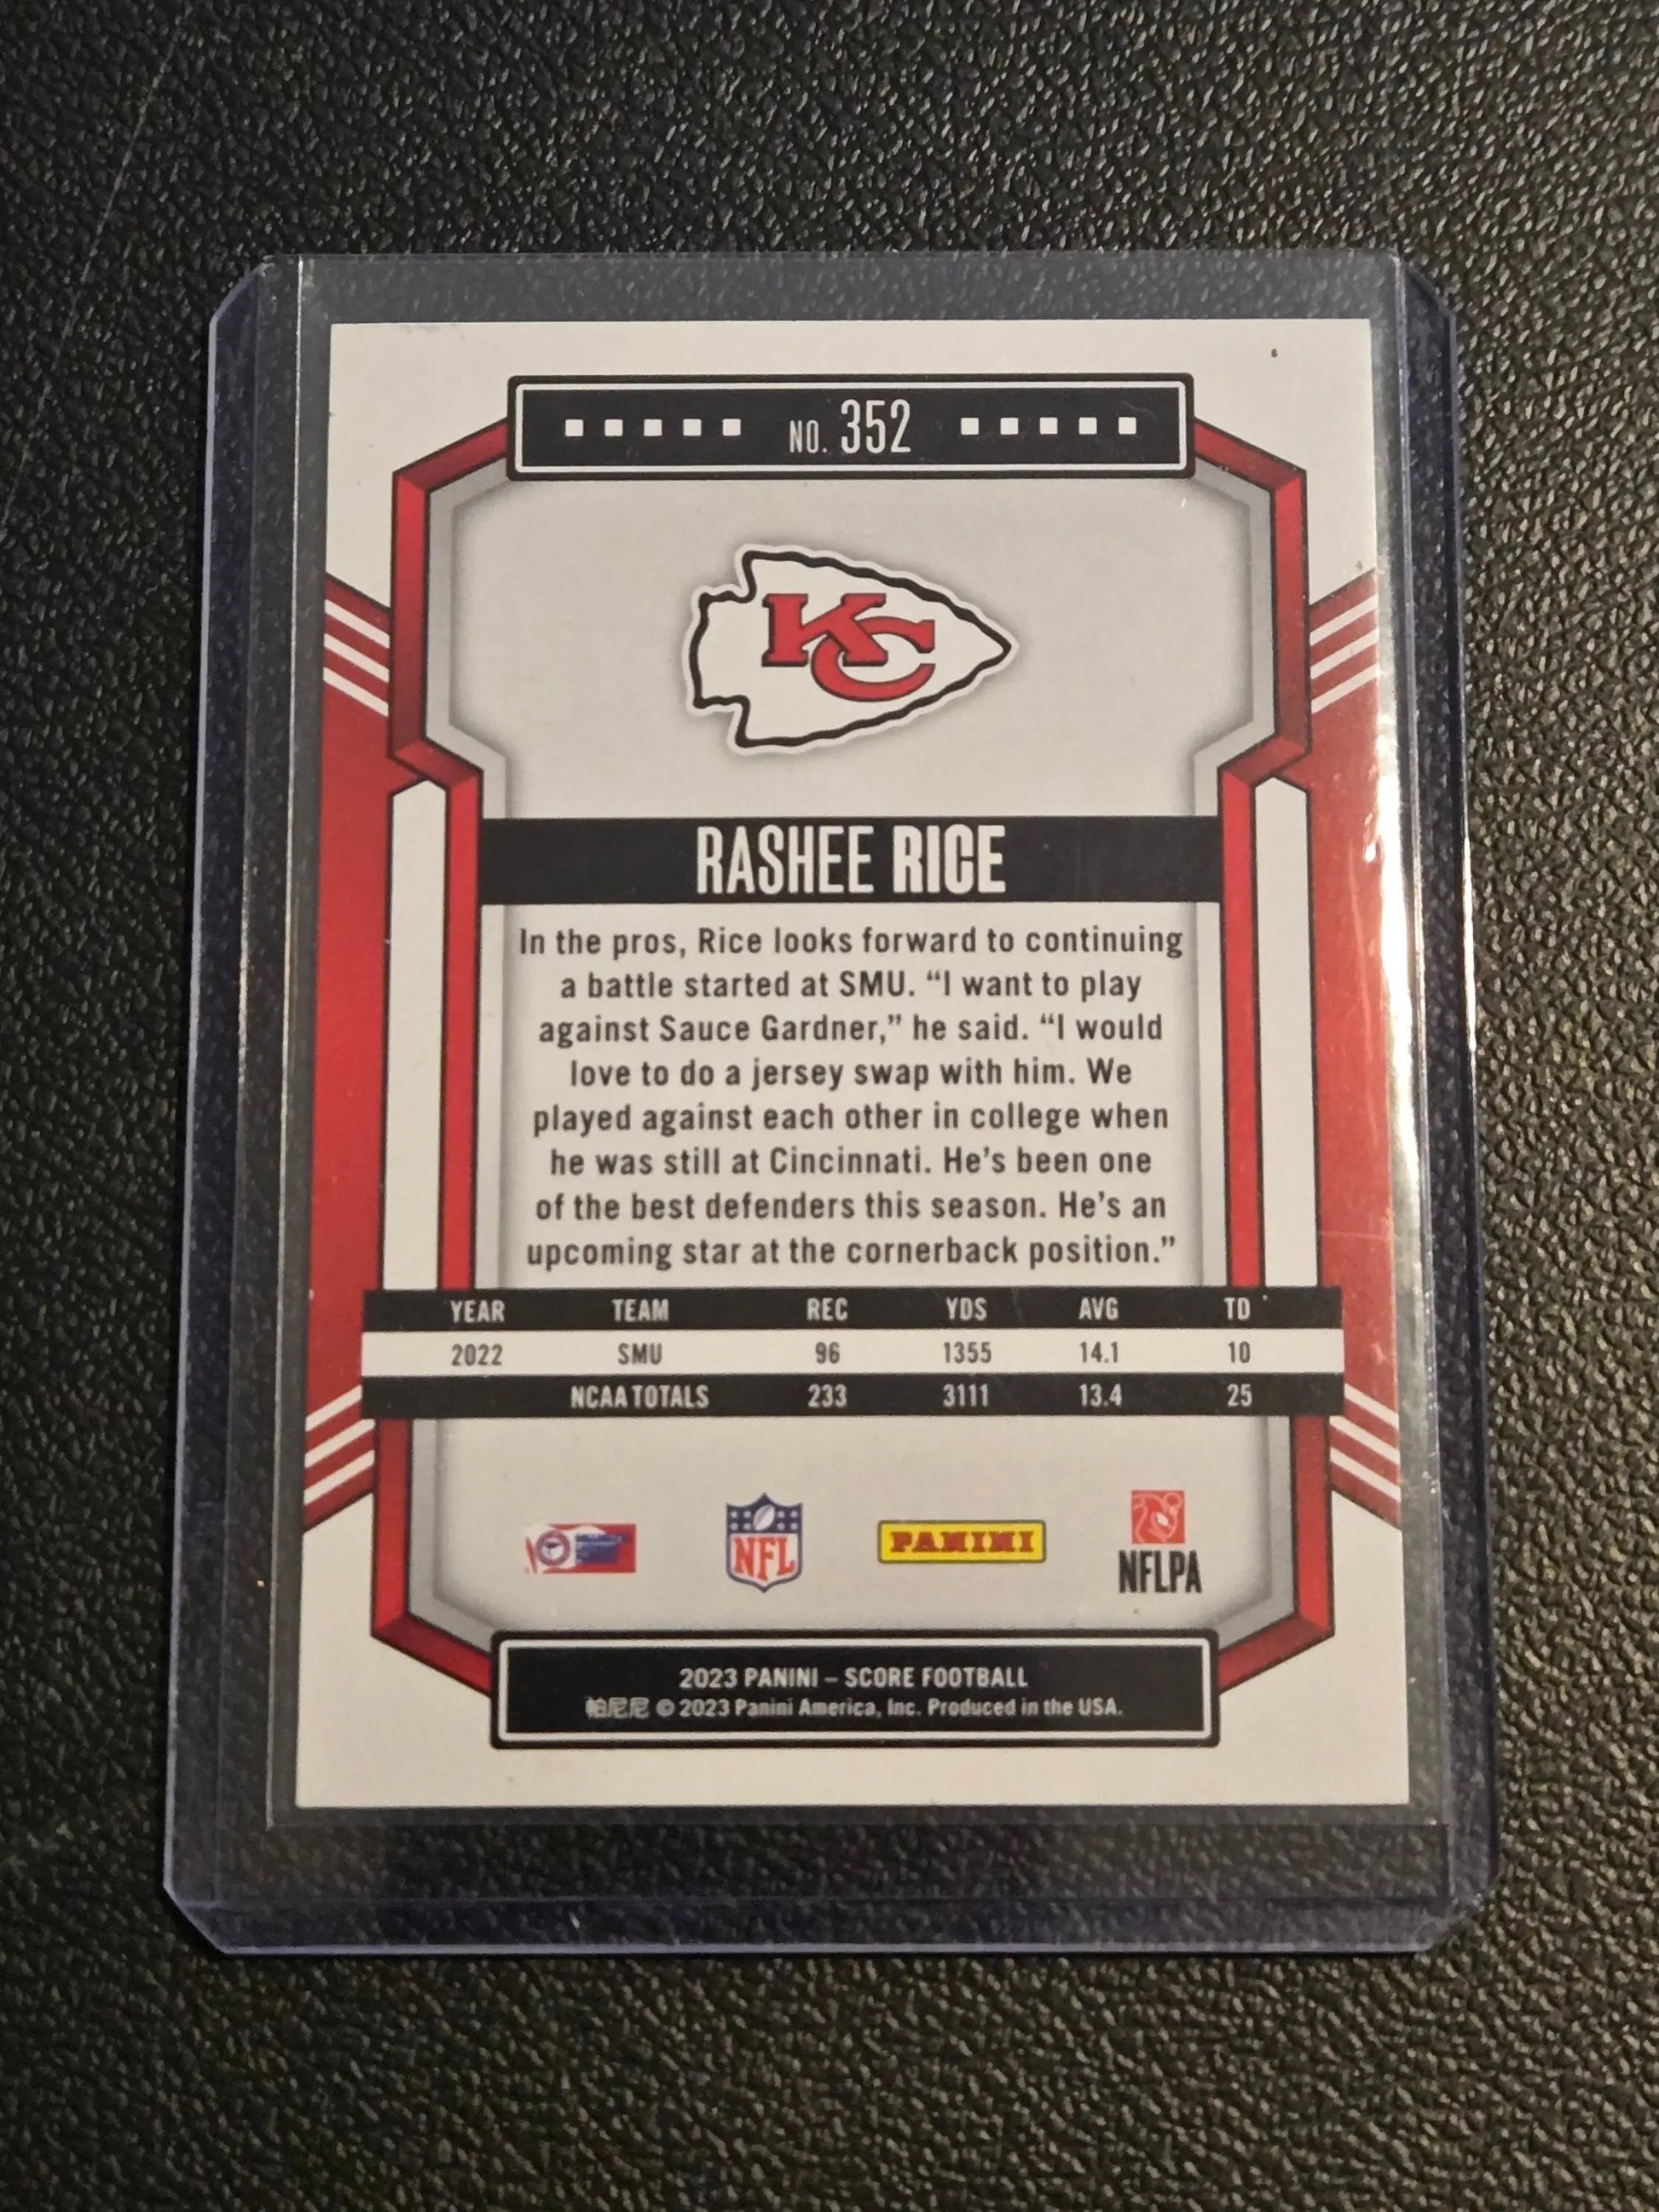 NO. 352
KC
RASHEE RICE
In the pros, Rice looks forward to continuing
a battle started at SMU. “I want to play
against Sauce Gardner,” he said. “I would
love to do a jersey swap with him. We
played against each other in college when
he was still at Cincinnati. He’s been one
of the best defenders this season. He’s an
upcoming star at the cornerback position.”
YEAR TEAM REC YDS AVG TD
2022 SMU 96 1355 14.1 10
NCAA TOTALS 233 3111 13.4 25
NFL PANINI NFLPA
2023 PANINI – SCORE FOOTBALL
帕尼尼 © 2023 Panini America, Inc. Produced in the USA.